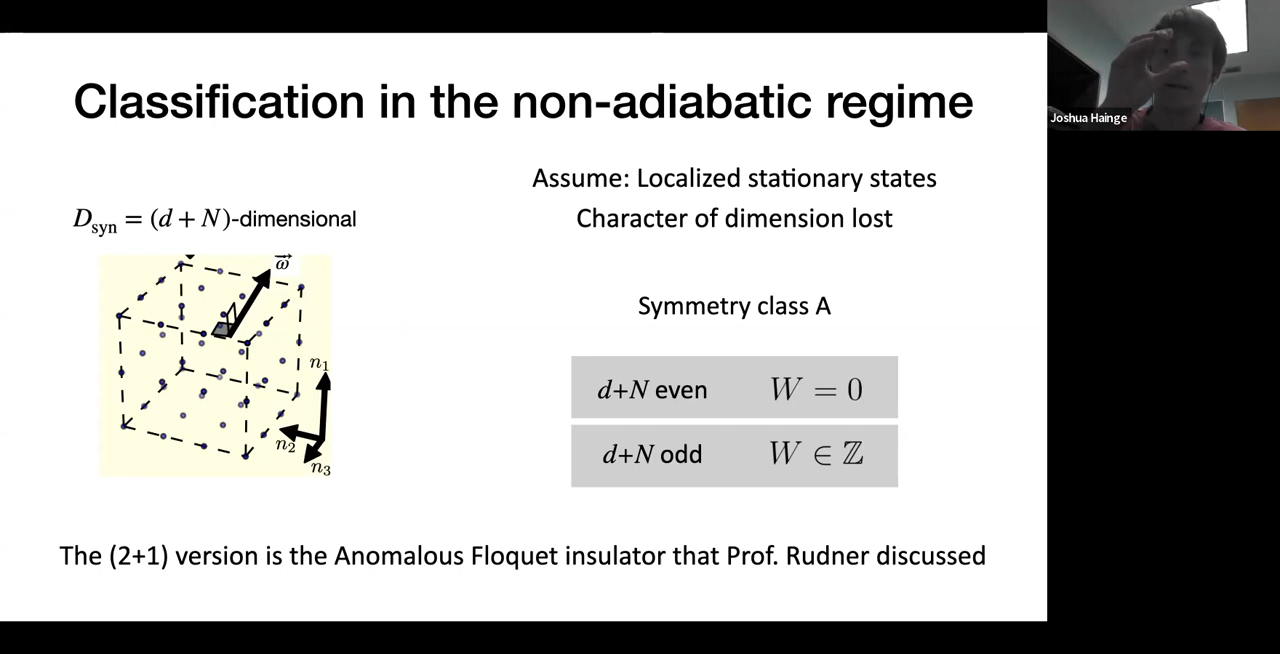 Classification in the non-adiabatic regime
Assume: Localized stationary states
Character of dimension lost
D_syn = (d + N)-dimensional
ω⃗
n₁
n₂
n₃
Symmetry class A
d+N even W = 0
d+N odd W ∈ ℤ
The (2+1) version is the Anomalous Floquet insulator that Prof. Rudner discussed
Joshua Hainge